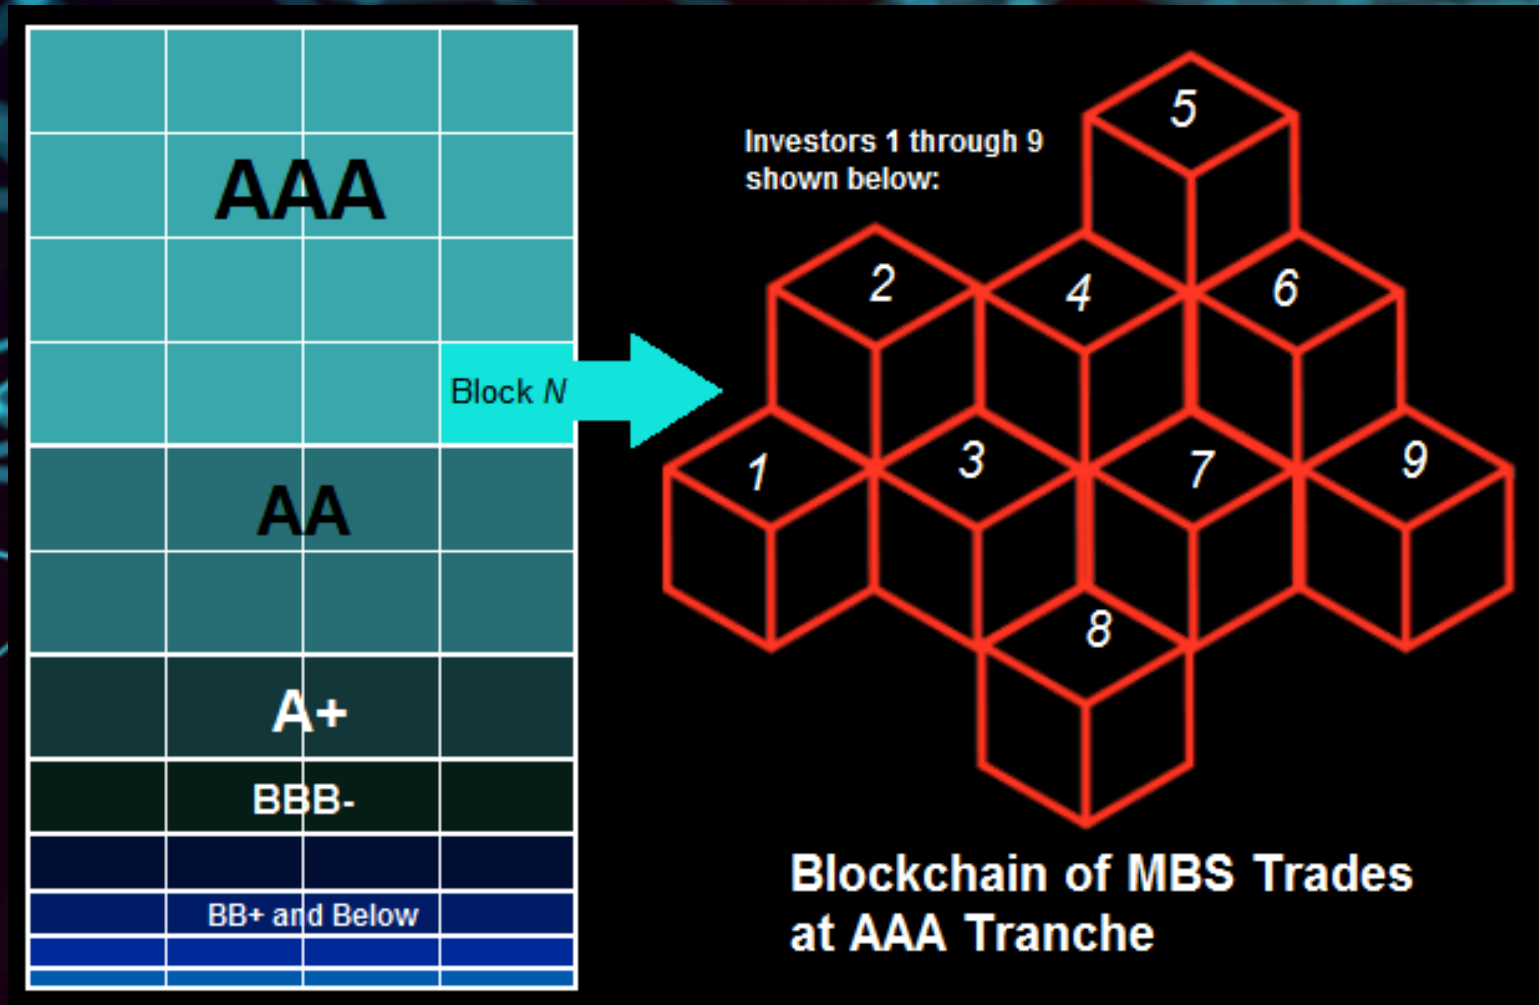 AAA
Block N
AA
A+
BBB-
BB+ and Below
Investors 1 through 9
shown below:
5
2
4
6
1
3
7
9
8
Blockchain of MBS Trades
at AAA Tranche